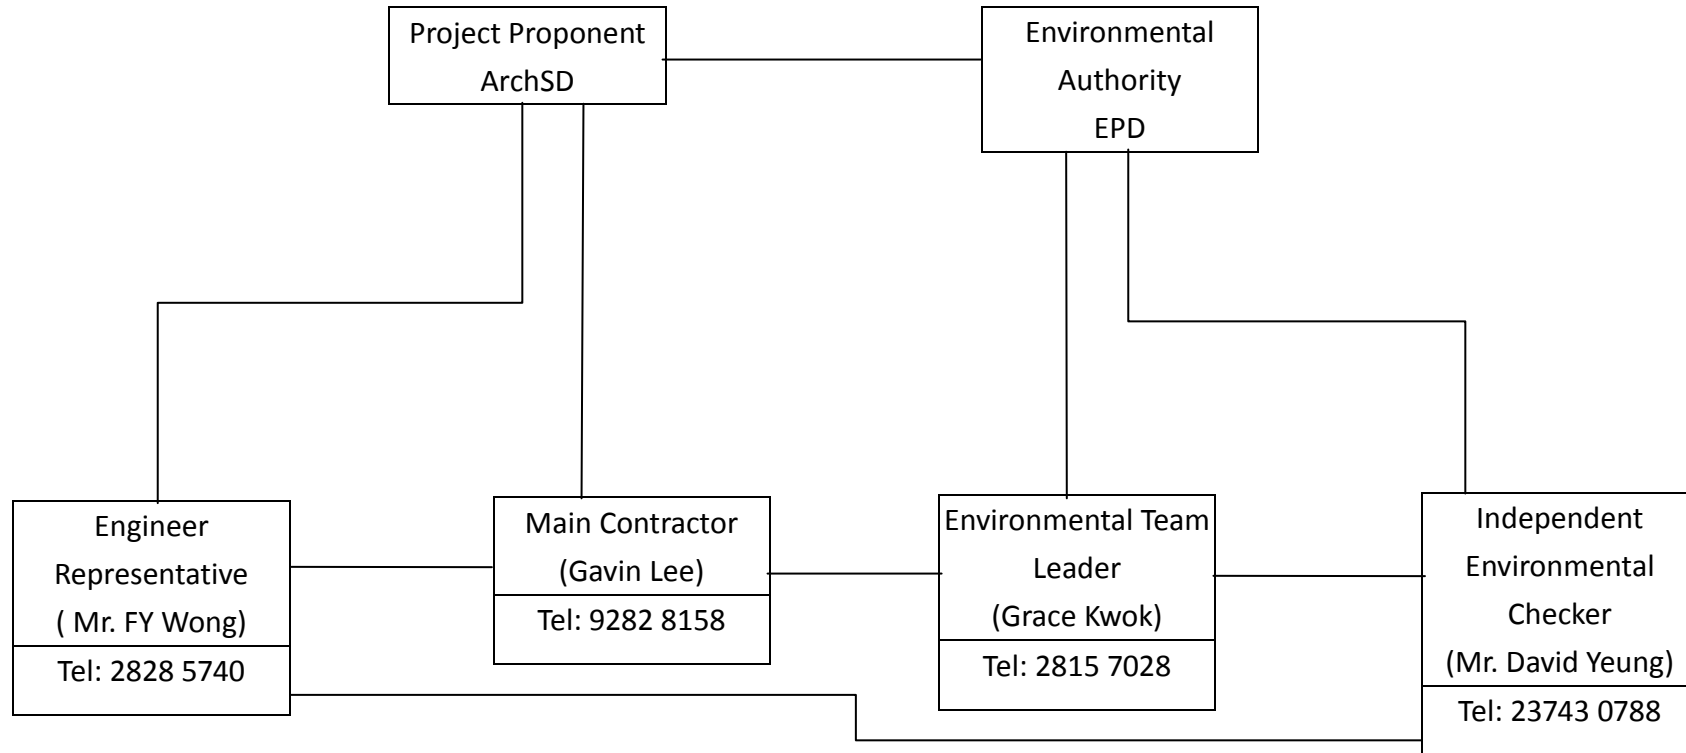 Project Proponent
ArchSD
Environmental
Authority
EPD
Engineer
Representative
( Mr. FY Wong)
Tel: 2828 5740
Main Contractor
(Gavin Lee)
Tel: 9282 8158
Environmental Team
Leader
(Grace Kwok)
Tel: 2815 7028
Independent
Environmental
Checker
(Mr. David Yeung)
Tel: 23743 0788